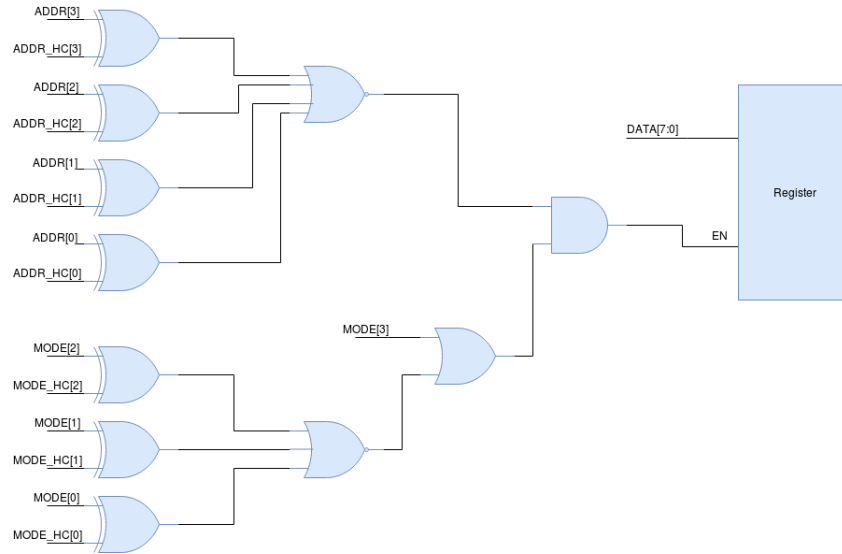 ADDR[3]
ADDR_HC[3]
ADDR[2]
ADDR_HC[2]
ADDR[1]
ADDR_HC[1]
ADDR[0]
ADDR_HC[0]
DATA[7:0]
Register
EN
MODE[3]
MODE[2]
MODE_HC[2]
MODE[1]
MODE_HC[1]
MODE[0]
MODE_HC[0]